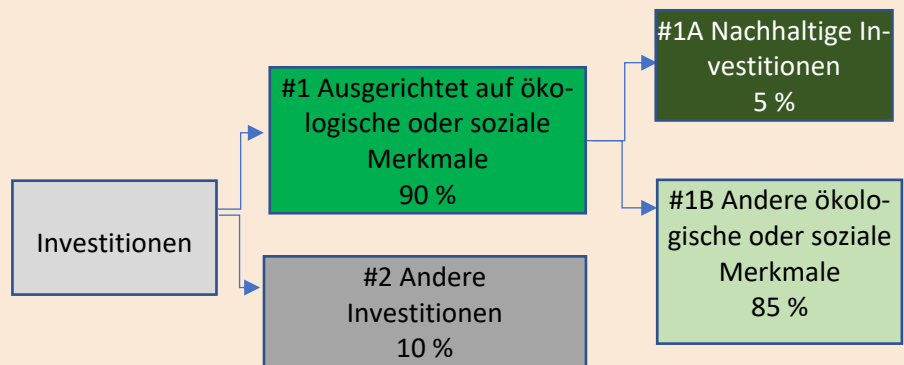 Investitionen
#1 Ausgerichtet auf öko-
logische oder soziale
Merkmale
90 %
#2 Andere
Investitionen
10 %
#1A Nachhaltige In-
vestitionen
5 %
#1B Andere ökolo-
gische oder soziale
Merkmale
85 %